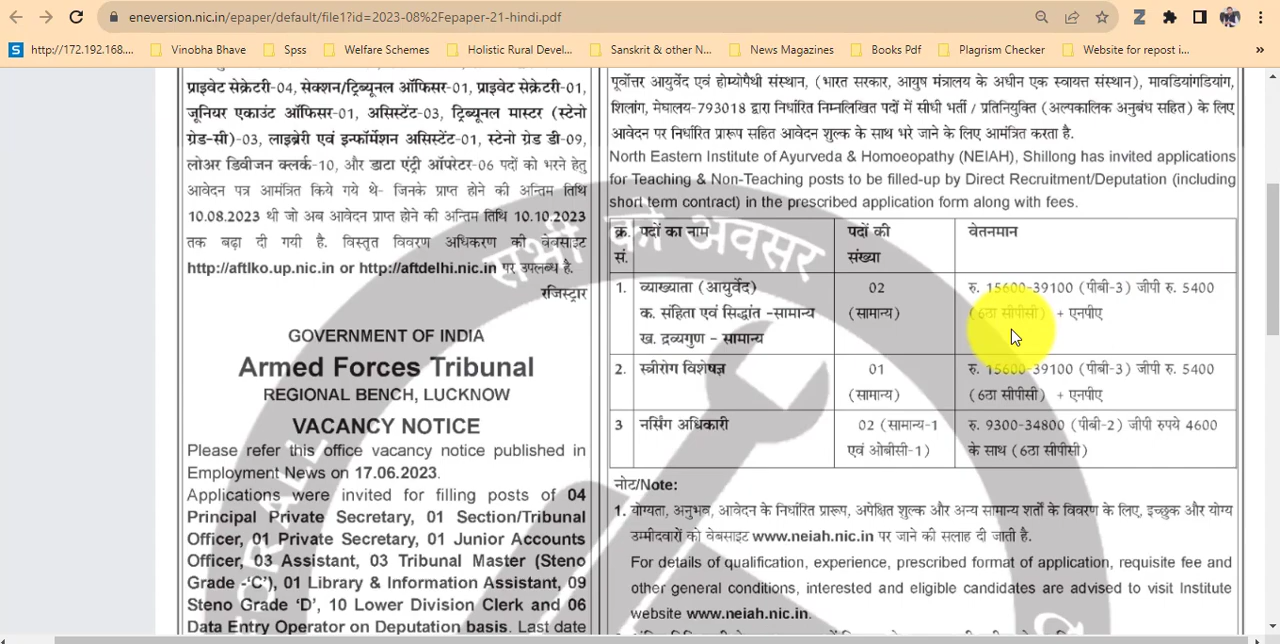 eneversion.nic.in/epaper/default/file1?id=2023-08%2Fepaper-21-hindi.pdf
http://172.192.168....
Vinobha Bhave
Spss
Welfare Schemes
Holistic Rural Devel...
Sanskrit & other N...
News Magazines
Books Pdf
Plagrism Checker
Website for repost i...
»
प्राइवेट सेक्रेटरी-04, सेक्शन/ट्रिब्यूनल ऑफिसर-01, प्राइवेट सेक्रेटरी-01,
जूनियर एकाउंट ऑफीसर-01, असिस्टेंट-03, ट्रिब्यूनल मास्टर (स्टेनो
ग्रेड-सी)-03, लाइब्रेरी एवं इन्फॉर्मेशन असिस्टेंट-01, स्टेनो ग्रेड डी-09,
लोअर डिवीजन क्लर्क-10, और डाटा एंट्री ऑपरेटर-06 पदों को भरने हेतु
आवेदन पत्र आमंत्रित किये गये थे- जिनके प्राप्त होने की अन्तिम तिथि
10.08.2023 थी जो अब आवेदन प्राप्त होने की अन्तिम तिथि 10.10.2023
तक बढ़ा दी गयी है. विस्तृत विवरण अधिकरण की वेबसाइट
http://aftlko.up.nic.in or http://aftdelhi.nic.in पर उपलब्ध है.
रजिस्ट्रार
GOVERNMENT OF INDIA
Armed Forces Tribunal
REGIONAL BENCH, LUCKNOW
VACANCY NOTICE
Please refer this office vacancy notice published in
Employment News on 17.06.2023.
Applications were invited for filling posts of 04
Principal Private Secretary, 01 Section/Tribunal
Officer, 01 Private Secretary, 01 Junior Accounts
Officer, 03 Assistant, 03 Tribunal Master (Steno
Grade -‘C’), 01 Library & Information Assistant, 09
Steno Grade ‘D’, 10 Lower Division Clerk and 06
Data Entry Operator on Deputation basis. Last date
पूर्वोत्तर आयुर्वेद एवं होम्योपैथी संस्थान, (भारत सरकार, आयुष मंत्रालय के अधीन एक स्वायत्त संस्थान), मावडियांगडियांग,
शिलांग, मेघालय-793018 द्वारा निर्धारित निम्नलिखित पदों में सीधी भर्ती / प्रतिनियुक्ति (अल्पकालिक अनुबंध सहित) के लिए
आवेदन पर निर्धारित प्रारूप सहित आवेदन शुल्क के साथ भरे जाने के लिए आमंत्रित करता है.
North Eastern Institute of Ayurveda & Homoeopathy (NEIAH), Shillong has invited applications
for Teaching & Non-Teaching posts to be filled-up by Direct Recruitment/Deputation (including
short term contract) in the prescribed application form along with fees.
क्र. सं. पदों का नाम पदों की संख्या वेतनमान
1. व्याख्याता (आयुर्वेद) 02 रु. 15600-39100 (पीबी-3) जीपी रु. 5400
क. संहिता एवं सिद्धांत -सामान्य (सामान्य) (6ठा सीपीसी) + एनपीए
ख. द्रव्यगुण – सामान्य
2. स्त्रीरोग विशेषज्ञ 01 रु. 15600-39100 (पीबी-3) जीपी रु. 5400
(सामान्य) (6ठा सीपीसी) + एनपीए
3 नर्सिंग अधिकारी 02 (सामान्य-1 रु. 9300-34800 (पीबी-2) जीपी रुपये 4600
एवं ओबीसी-1) के साथ (6ठा सीपीसी)
नोट/Note:
1. योग्यता, अनुभव, आवेदन के निर्धारित प्रारूप, अपेक्षित शुल्क और अन्य सामान्य शर्तों के विवरण के लिए, इच्छुक और योग्य
उम्मीदवारों को वेबसाइट www.neiah.nic.in पर जाने की सलाह दी जाती है.
For details of qualification, experience, prescribed format of application, requisite fee and
other general conditions, interested and eligible candidates are advised to visit Institute
website www.neiah.nic.in.
सभी को अवसर